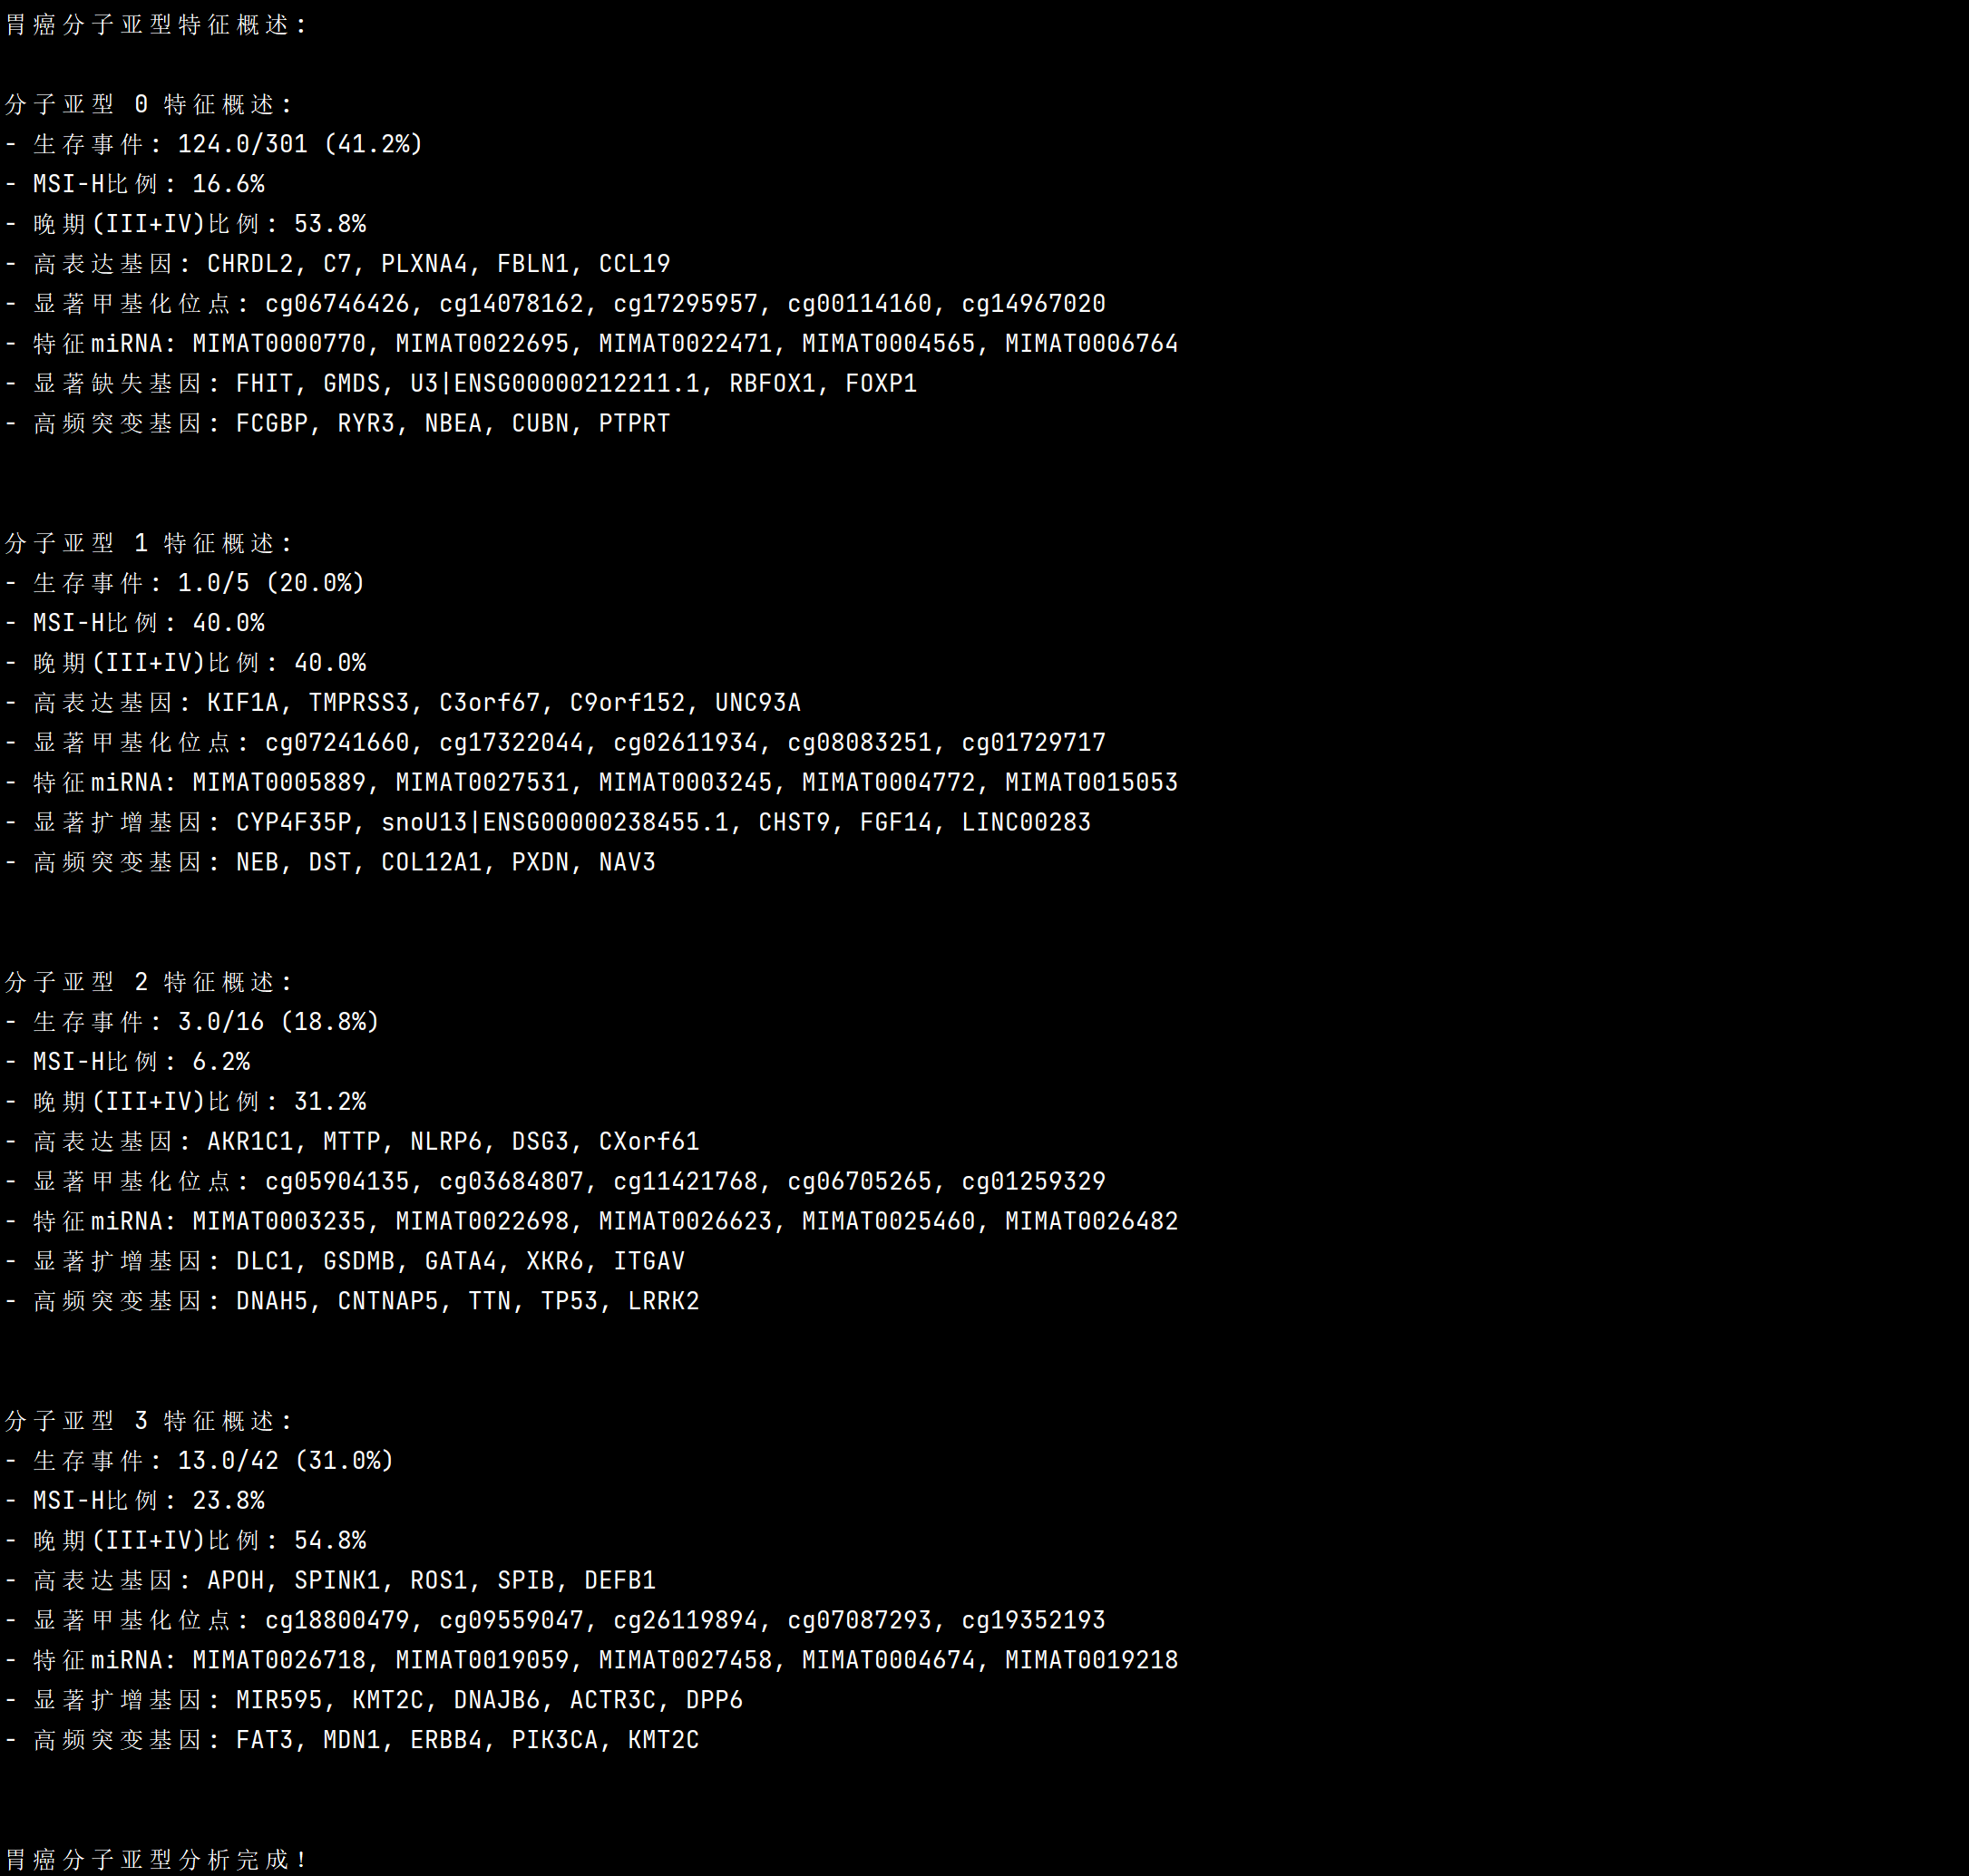 胃癌分子亚型特征概述:
分子亚型 0 特征概述:
- 生存事件: 124.0/301 (41.2%)
- MSI-H比例: 16.6%
- 晚期(III+IV)比例: 53.8%
- 高表达基因: CHRDL2, C7, PLXNA4, FBLN1, CCL19
- 显著甲基化位点: cg06746426, cg14078162, cg17295957, cg00114160, cg14967020
- 特征miRNA: MIMAT0000770, MIMAT0022695, MIMAT0022471, MIMAT0004565, MIMAT0006764
- 显著缺失基因: FHIT, GMDS, U3|ENSG00000212211.1, RBFOX1, FOXP1
- 高频突变基因: FCGBP, RYR3, NBEA, CUBN, PTPRT
分子亚型 1 特征概述:
- 生存事件: 1.0/5 (20.0%)
- MSI-H比例: 40.0%
- 晚期(III+IV)比例: 40.0%
- 高表达基因: KIF1A, TMPRSS3, C3orf67, C9orf152, UNC93A
- 显著甲基化位点: cg07241660, cg17322044, cg02611934, cg08083251, cg01729717
- 特征miRNA: MIMAT0005889, MIMAT0027531, MIMAT0003245, MIMAT0004772, MIMAT0015053
- 显著扩增基因: CYP4F35P, snoU13|ENSG00000238455.1, CHST9, FGF14, LINC00283
- 高频突变基因: NEB, DST, COL12A1, PXDN, NAV3
分子亚型 2 特征概述:
- 生存事件: 3.0/16 (18.8%)
- MSI-H比例: 6.2%
- 晚期(III+IV)比例: 31.2%
- 高表达基因: AKR1C1, MTTP, NLRP6, DSG3, CXorf61
- 显著甲基化位点: cg05904135, cg03684807, cg11421768, cg06705265, cg01259329
- 特征miRNA: MIMAT0003235, MIMAT0022698, MIMAT0026623, MIMAT0025460, MIMAT0026482
- 显著扩增基因: DLC1, GSDMB, GATA4, XKR6, ITGAV
- 高频突变基因: DNAH5, CNTNAP5, TTN, TP53, LRRK2
分子亚型 3 特征概述:
- 生存事件: 13.0/42 (31.0%)
- MSI-H比例: 23.8%
- 晚期(III+IV)比例: 54.8%
- 高表达基因: APOH, SPINK1, ROS1, SPIB, DEFB1
- 显著甲基化位点: cg18800479, cg09559047, cg26119894, cg07087293, cg19352193
- 特征miRNA: MIMAT0026718, MIMAT0019059, MIMAT0027458, MIMAT0004674, MIMAT0019218
- 显著扩增基因: MIR595, KMT2C, DNAJB6, ACTR3C, DPP6
- 高频突变基因: FAT3, MDN1, ERBB4, PIK3CA, KMT2C
胃癌分子亚型分析完成!